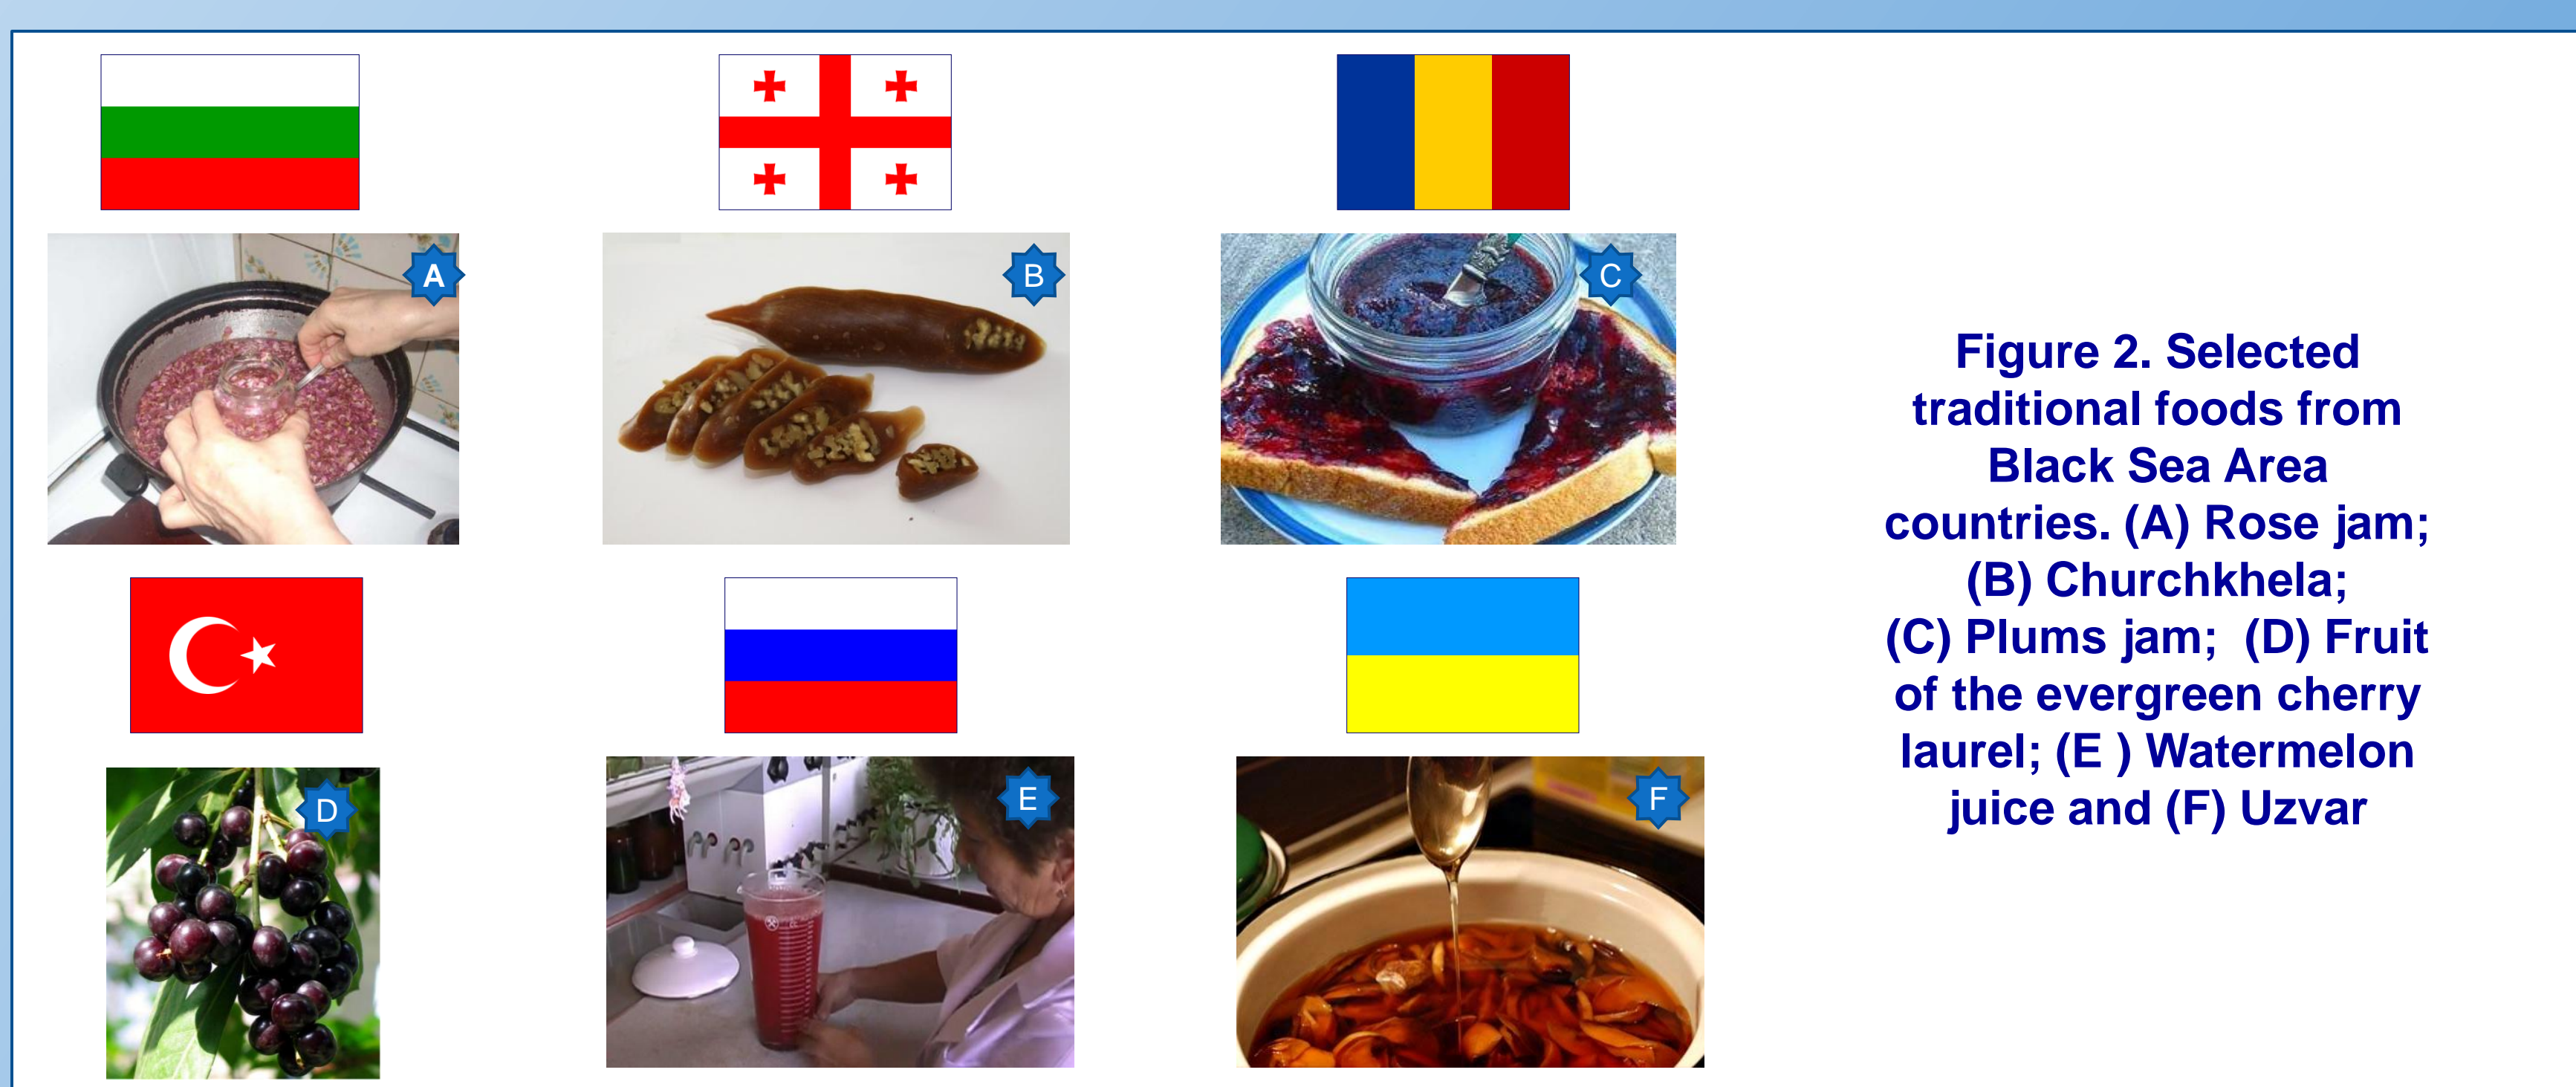 A
B
C
D
E
F
Figure 2. Selected
traditional foods from
Black Sea Area
countries. (A) Rose jam;
(B) Churchkhela;
(C) Plums jam;  (D) Fruit
of the evergreen cherry
laurel; (E ) Watermelon
juice and (F) Uzvar